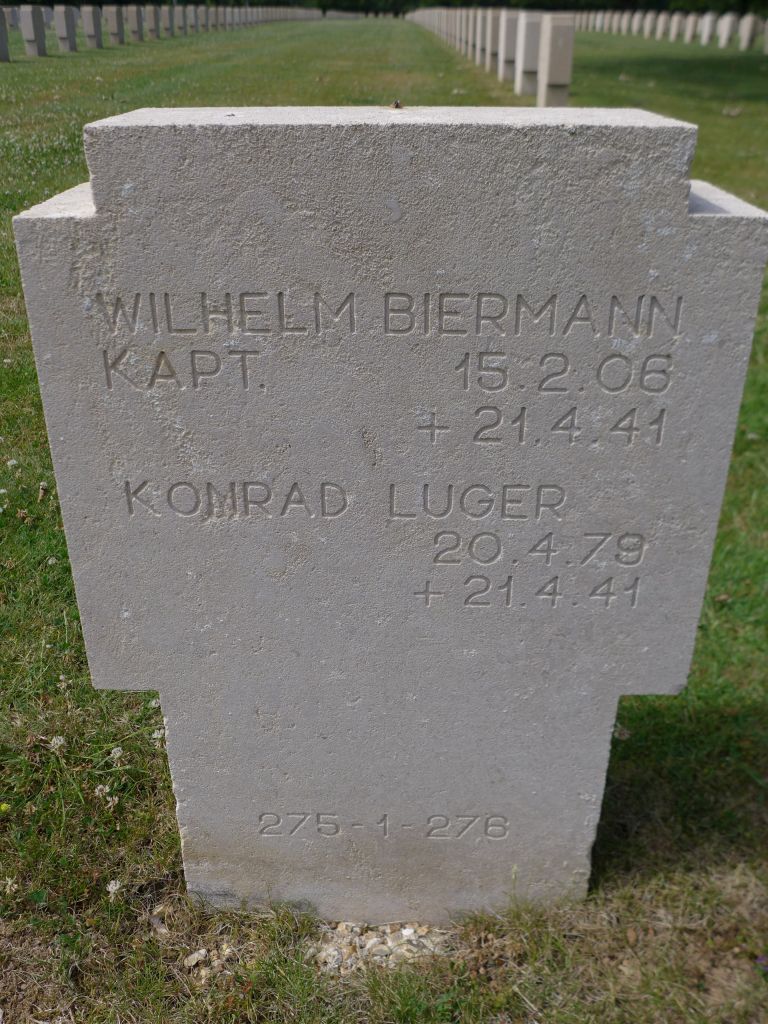 WILHELM BIERMANN
KAPT. 15.2.06
+ 21.4.41
KONRAD LUGER
20.4.79
+ 21.4.41
275-1-276